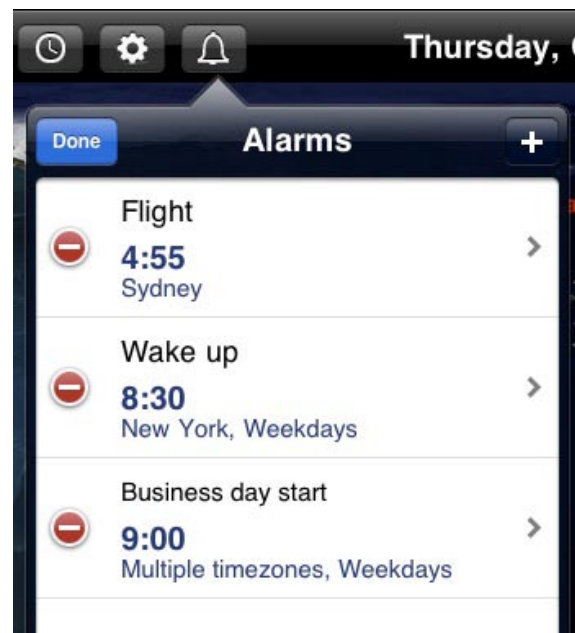 Thursday,
Done
Alarms
Flight
4:55
Sydney
Wake up
8:30
New York, Weekdays
Business day start
9:00
Multiple timezones, Weekdays